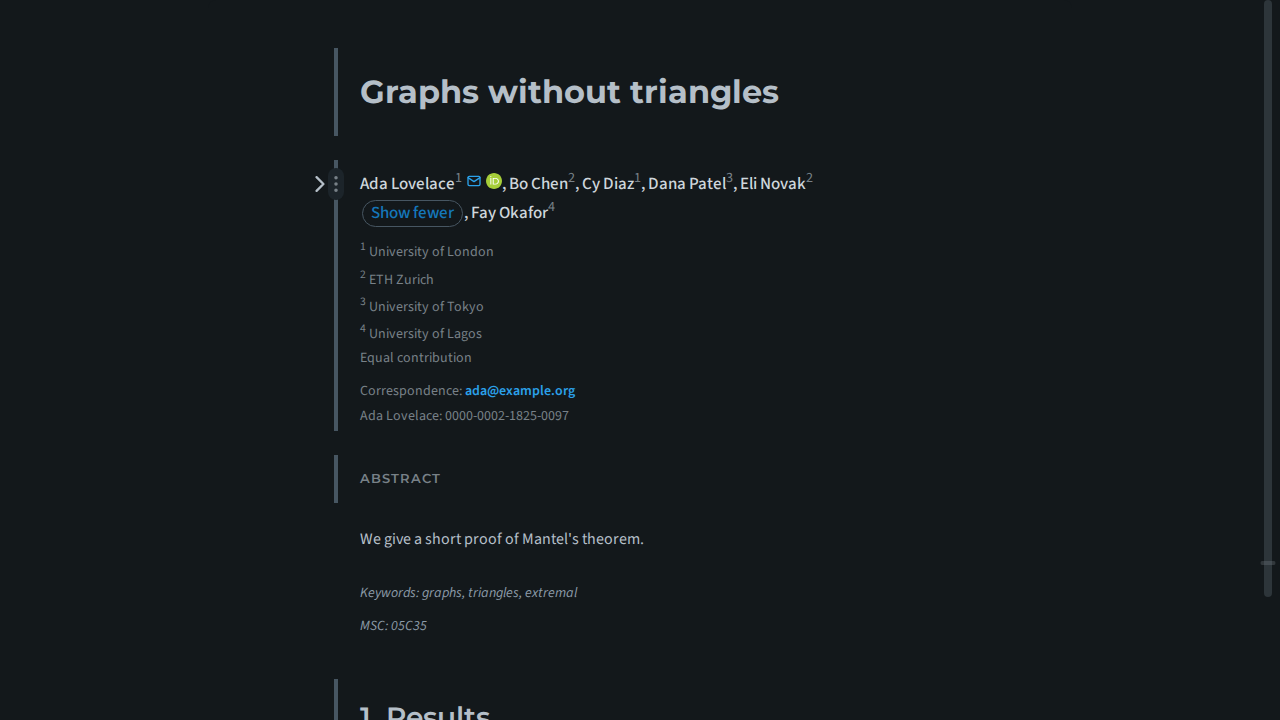 Graphs without triangles
Ada Lovelace1 iD, Bo Chen2, Cy Diaz1, Dana Patel3, Eli Novak2
Show fewer, Fay Okafor4
1 University of London
2 ETH Zurich
3 University of Tokyo
4 University of Lagos
Equal contribution
Correspondence: ada@example.org
Ada Lovelace: 0000-0002-1825-0097
ABSTRACT
We give a short proof of Mantel's theorem.
Keywords: graphs, triangles, extremal
MSC: 05C35
1 Results